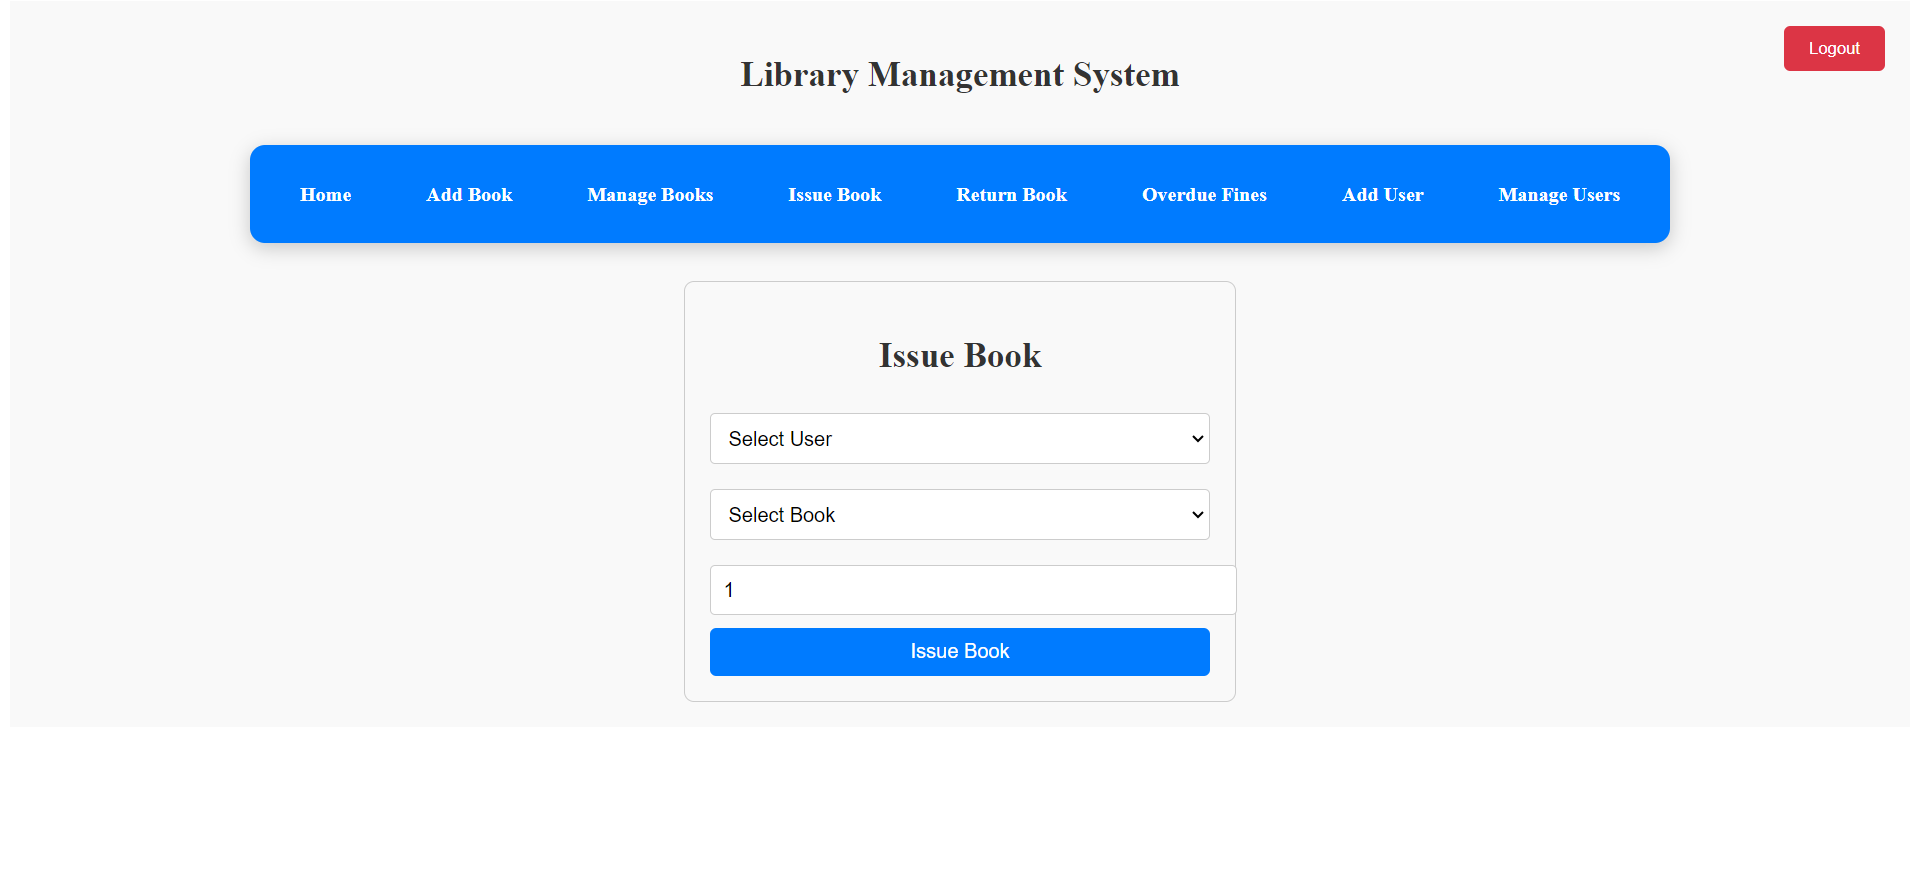 Logout
Library Management System
Home Add Book Manage Books Issue Book Return Book Overdue Fines Add User Manage Users
Issue Book
Select User
Select Book
1
Issue Book